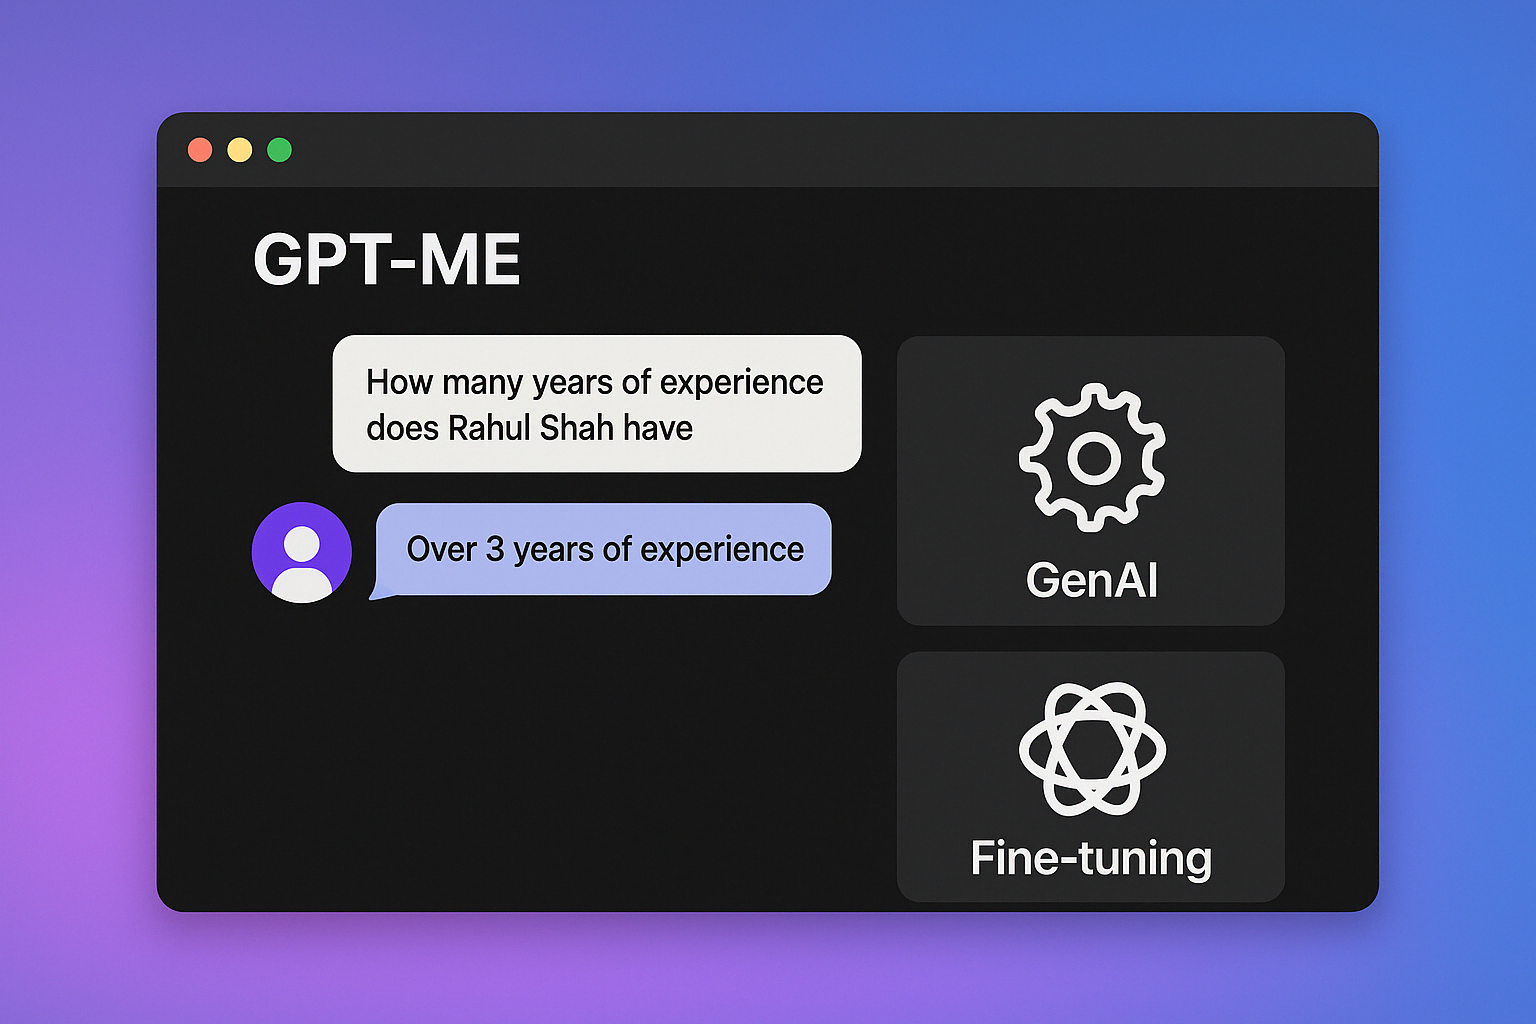 GPT-ME
How many years of experience
does Rahul Shah have
Over 3 years of experience
GenAI
Fine-tuning